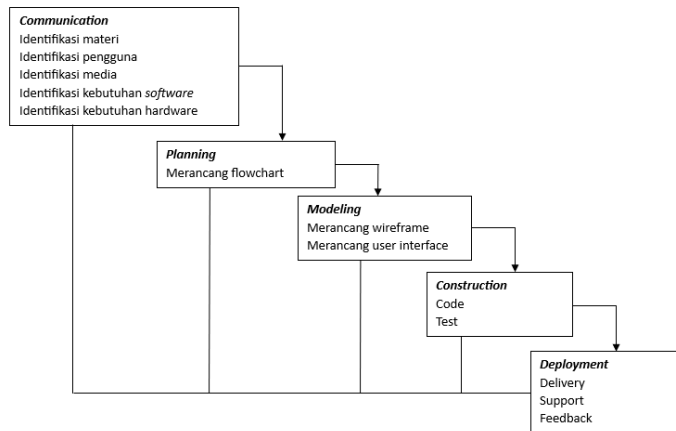 Communication
Identifikasi materi
Identifikasi pengguna
Identifikasi media
Identifikasi kebutuhan software
Identifikasi kebutuhan hardware
Planning
Merancang flowchart
Modeling
Merancang wireframe
Merancang user interface
Construction
Code
Test
Deployment
Delivery
Support
Feedback